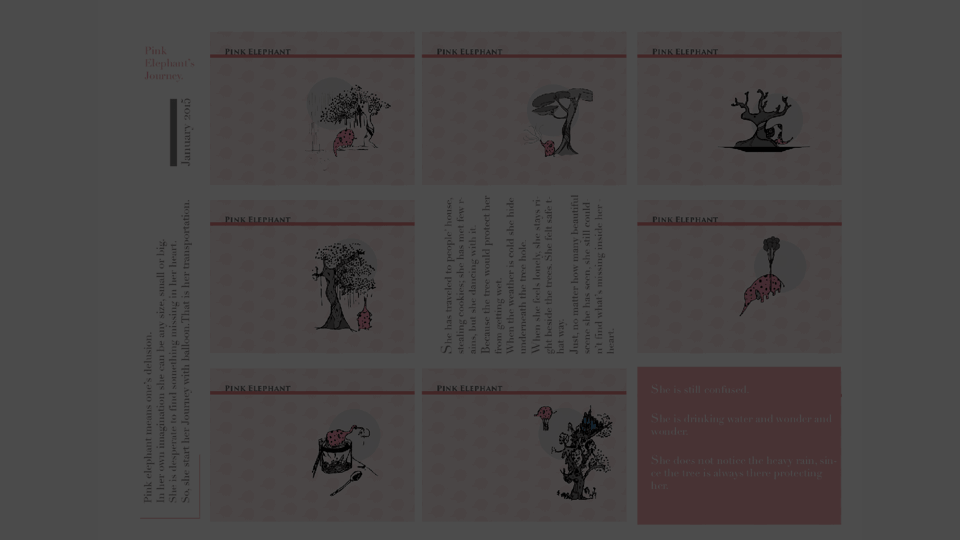 Pink
Elephant's
Journey
January 2015
Pink elephant means one's delusion.
In her own imagination she can be any size, small or big.
She is desperate to find something missing in her heart.
So, she start her Journey with balloon. That is her transportation.
PINK ELEPHANT
PINK ELEPHANT
PINK ELEPHANT
PINK ELEPHANT
She has traveled to people' house,
stealing cookies; she has met few r-
ains, but she dancing with it.
Because the tree would protect her
from getting wet.
When the weather is cold she hide
underneath the tree hole.
When she feels lonely, she stays ri-
ght beside the trees. She felt safe t-
hat way.
Just, no matter how many beautiful
scene she has seen, she still could
n't find what's missing inside her
heart.
PINK ELEPHANT
PINK ELEPHANT
PINK ELEPHANT
She is still confused.
She is drinking water and wonder and
wonder.
She does not notice the heavy rain, sin-
ce the tree is always there protecting
her.